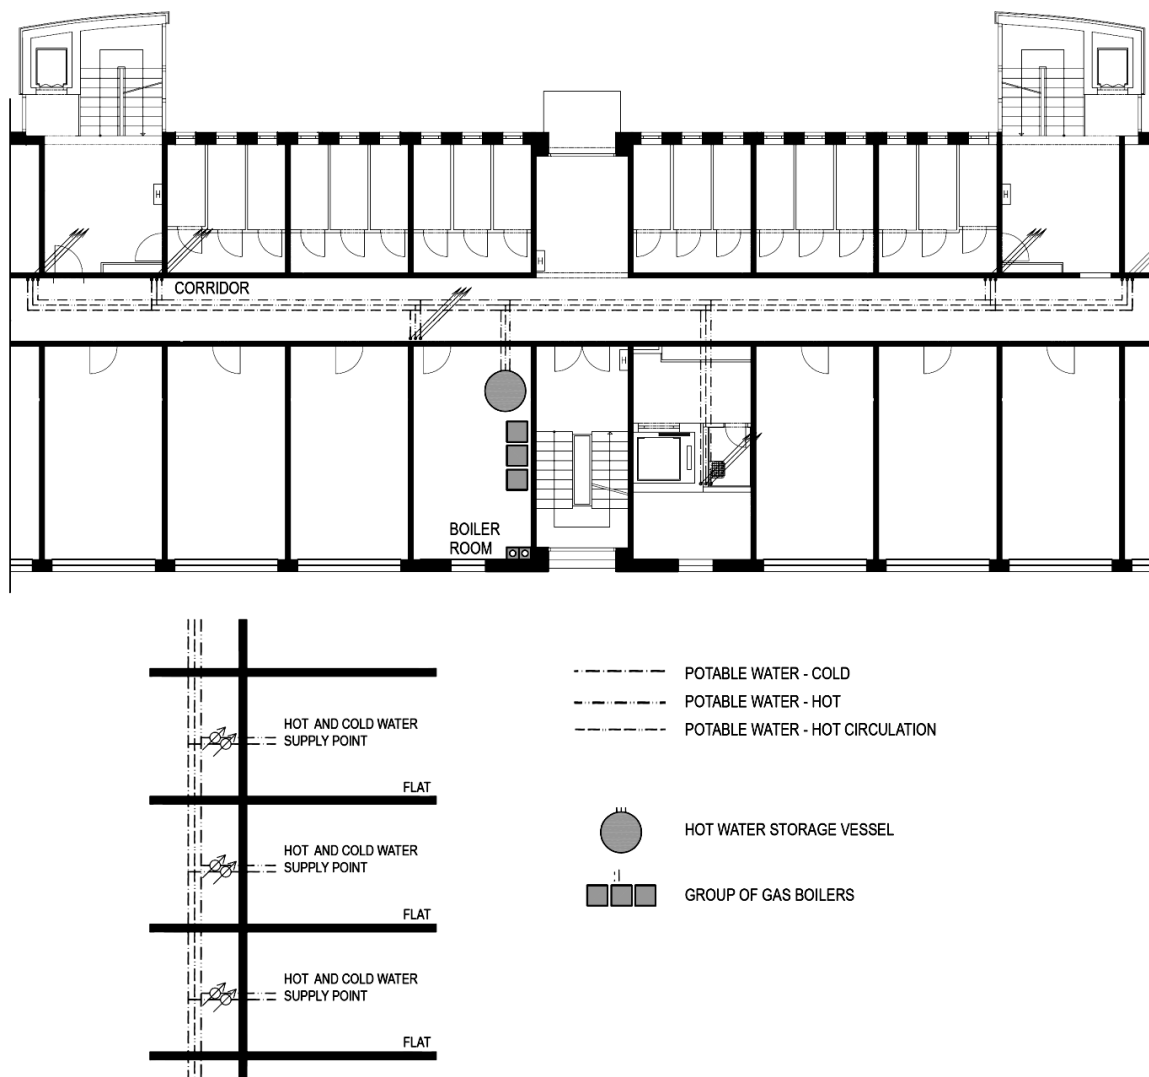 H
H
CORRIDOR
H
H
BOILER
ROOM
HOT AND COLD WATER
SUPPLY POINT
FLAT
HOT AND COLD WATER
SUPPLY POINT
FLAT
HOT AND COLD WATER
SUPPLY POINT
FLAT
POTABLE WATER - COLD
POTABLE WATER - HOT
POTABLE WATER - HOT CIRCULATION
HOT WATER STORAGE VESSEL
GROUP OF GAS BOILERS